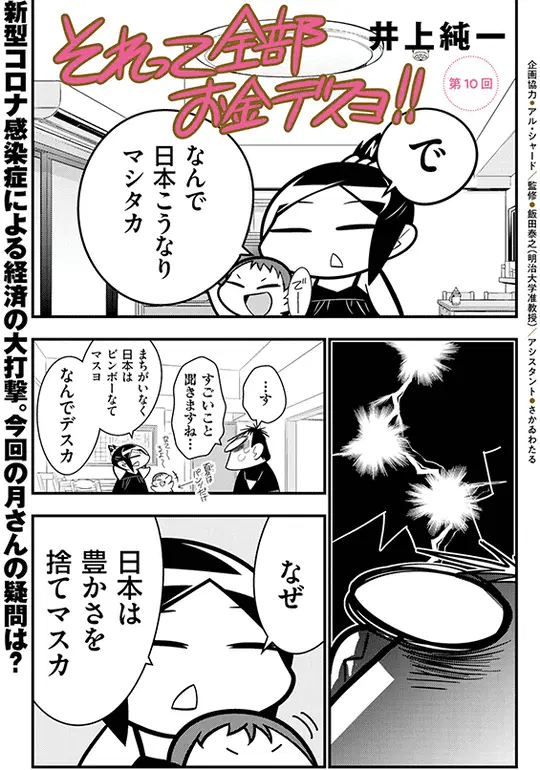 それって全部
お金デスヨ!!
井上純一
第10回
企画協力●アル・シャード/監修●飯田泰之(明治大学准教授)/アシスタント●さかゐわたる
新型コロナ感染症による経済の大打撃。今回の月さんの疑問は?
で
なんで
日本こうなり
マシタカ
…す
すごいこと
聞きますね…
まちがいなく
日本は
ビンボーなて
マスヨ
なんでデスカ
なぜ
日本は
豊かさを
捨てマスカ